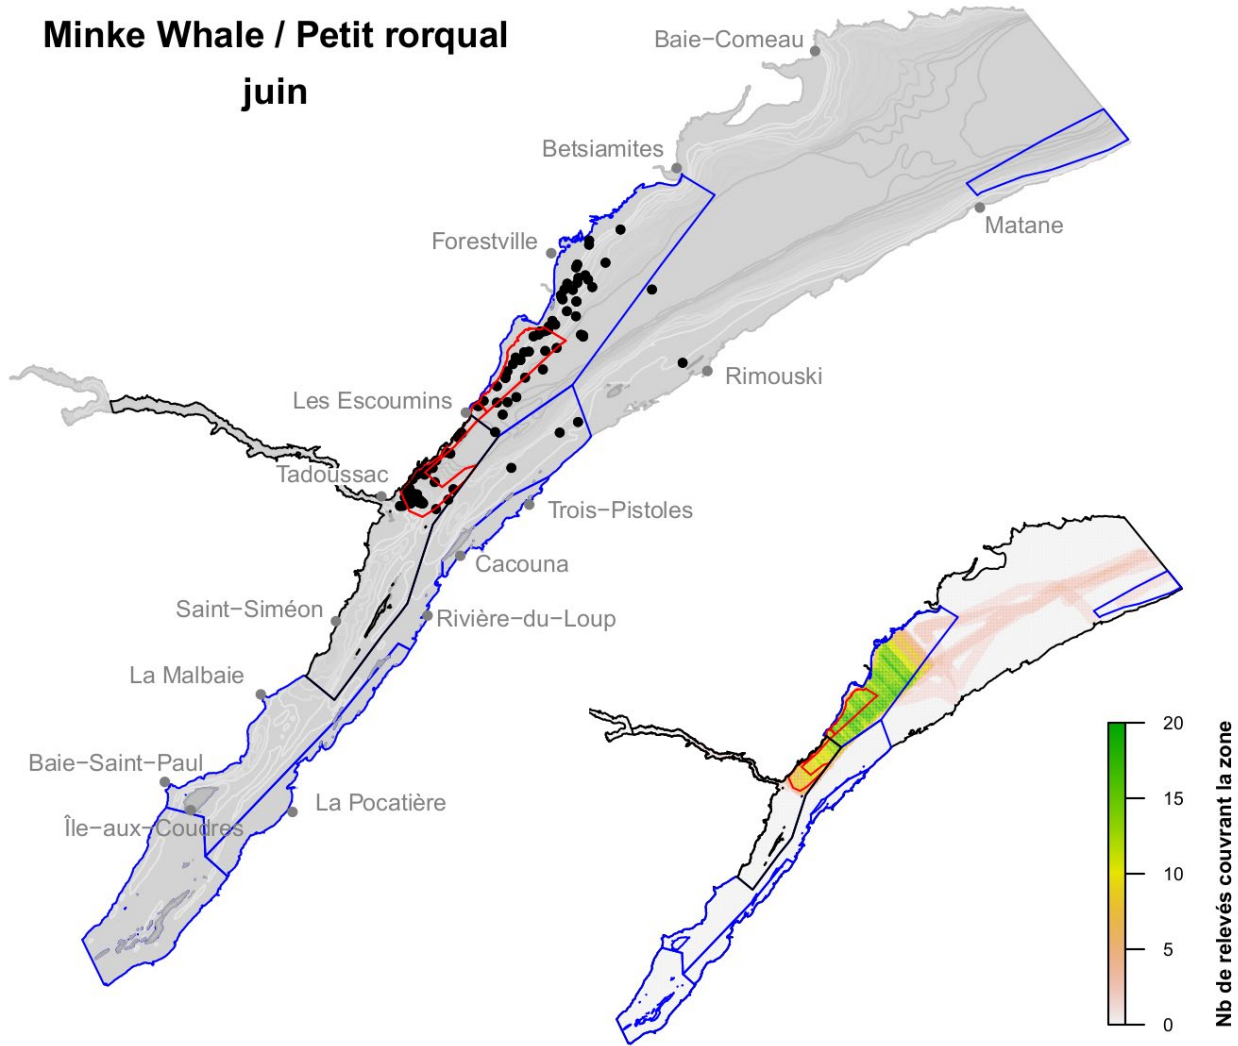 Minke Whale / Petit rorqual
juin
Baie−Comeau
Betsiamites
Forestville
Matane
Rimouski
Les Escoumins
Tadoussac
Trois−Pistoles
Cacouna
Saint−Siméon
Rivière−du−Loup
La Malbaie
Baie−Saint−Paul
La Pocatière
Île−aux−Coudres
20
15
10
5
0
Nb de relevés couvrant la zone